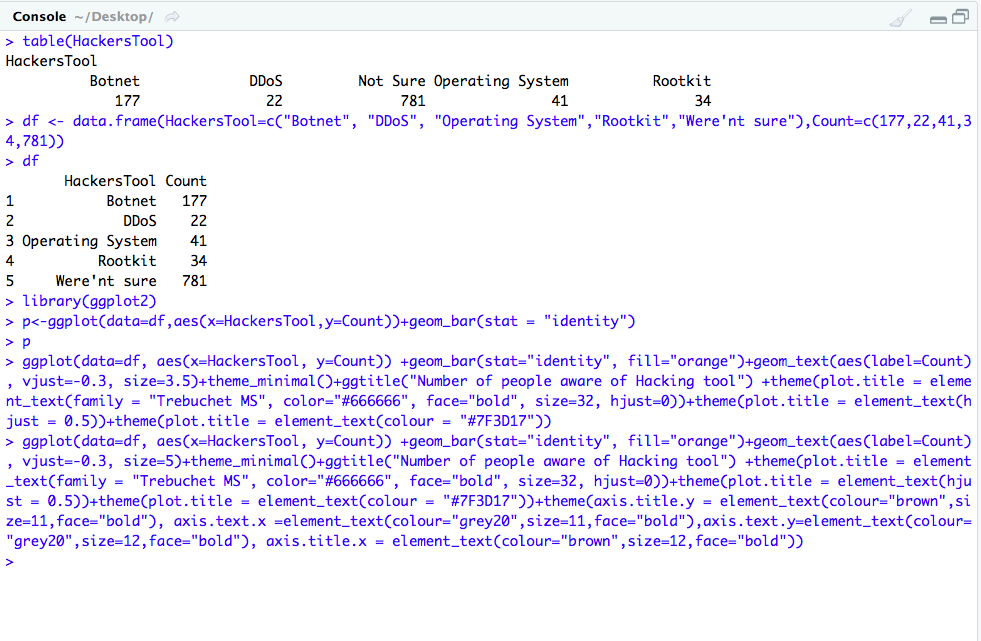 Console ~/Desktop/
> table(HackersTool)
HackersTool
Botnet DDoS Not Sure Operating System Rootkit
177 22 781 41 34
> df <- data.frame(HackersTool=c("Botnet", "DDoS", "Operating System","Rootkit","Were'nt sure"),Count=c(177,22,41,3
4,781))
> df
HackersTool Count
1 Botnet 177
2 DDoS 22
3 Operating System 41
4 Rootkit 34
5 Were'nt sure 781
> library(ggplot2)
> p<-ggplot(data=df,aes(x=HackersTool,y=Count))+geom_bar(stat = "identity")
> p
> ggplot(data=df, aes(x=HackersTool, y=Count)) +geom_bar(stat="identity", fill="orange")+geom_text(aes(label=Count)
, vjust=-0.3, size=3.5)+theme_minimal()+ggtitle("Number of people aware of Hacking tool") +theme(plot.title = eleme
nt_text(family = "Trebuchet MS", color="#666666", face="bold", size=32, hjust=0))+theme(plot.title = element_text(h
just = 0.5))+theme(plot.title = element_text(colour = "#7F3D17"))
> ggplot(data=df, aes(x=HackersTool, y=Count)) +geom_bar(stat="identity", fill="orange")+geom_text(aes(label=Count)
, vjust=-0.3, size=5)+theme_minimal()+ggtitle("Number of people aware of Hacking tool") +theme(plot.title = element
_text(family = "Trebuchet MS", color="#666666", face="bold", size=32, hjust=0))+theme(plot.title = element_text(hju
st = 0.5))+theme(plot.title = element_text(colour = "#7F3D17"))+theme(axis.title.y = element_text(colour="brown",si
ze=11,face="bold"), axis.text.x =element_text(colour="grey20",size=11,face="bold"),axis.text.y=element_text(colour=
"grey20",size=12,face="bold"), axis.title.x = element_text(colour="brown",size=12,face="bold"))
>